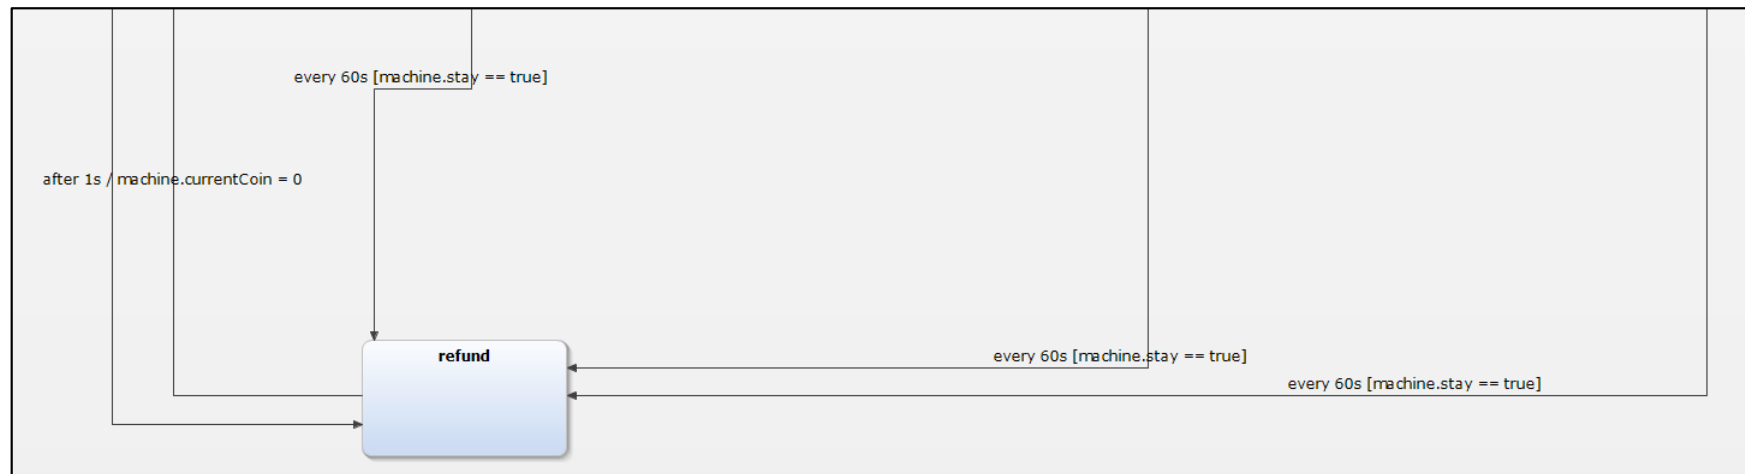 every 60s [machine.stay == true]
after 1s / machine.currentCoin = 0
refund
every 60s [machine.stay == true]
every 60s [machine.stay == true]